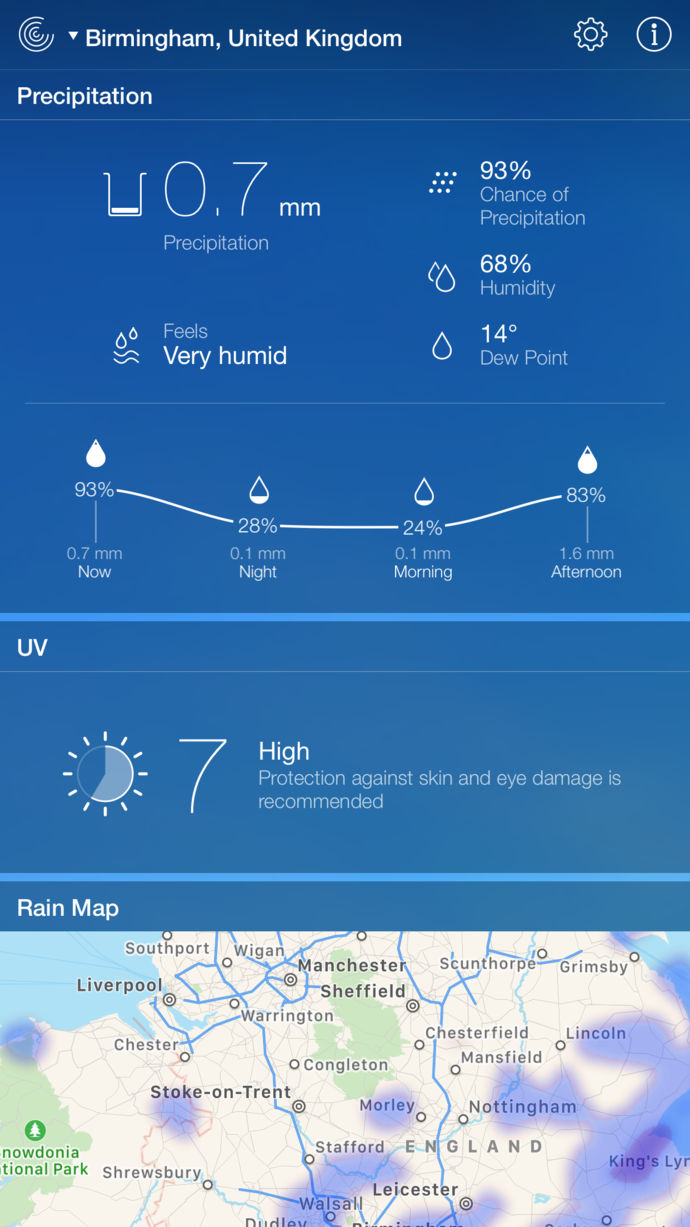 Birmingham, United Kingdom
Precipitation
0.7 mm
Precipitation
93%
Chance of
Precipitation
68%
Humidity
Feels
Very humid
14°
Dew Point
93%
28%
24%
83%
0.7 mm
0.1 mm
0.1 mm
1.6 mm
Now
Night
Morning
Afternoon
UV
7
High
Protection against skin and eye damage is
recommended
Rain Map
Southport
Wigan
Manchester
Scunthorpe
Grimsby
Liverpool
Sheffield
Warrington
Chester
Chesterfield
Lincoln
Congleton
Mansfield
Stoke-on-Trent
Morley
Nottingham
Snowdonia
National Park
Stafford
ENGLAND
King's Lyn
Shrewsbury
Leicester
Walsall
Dudley
Birmingham